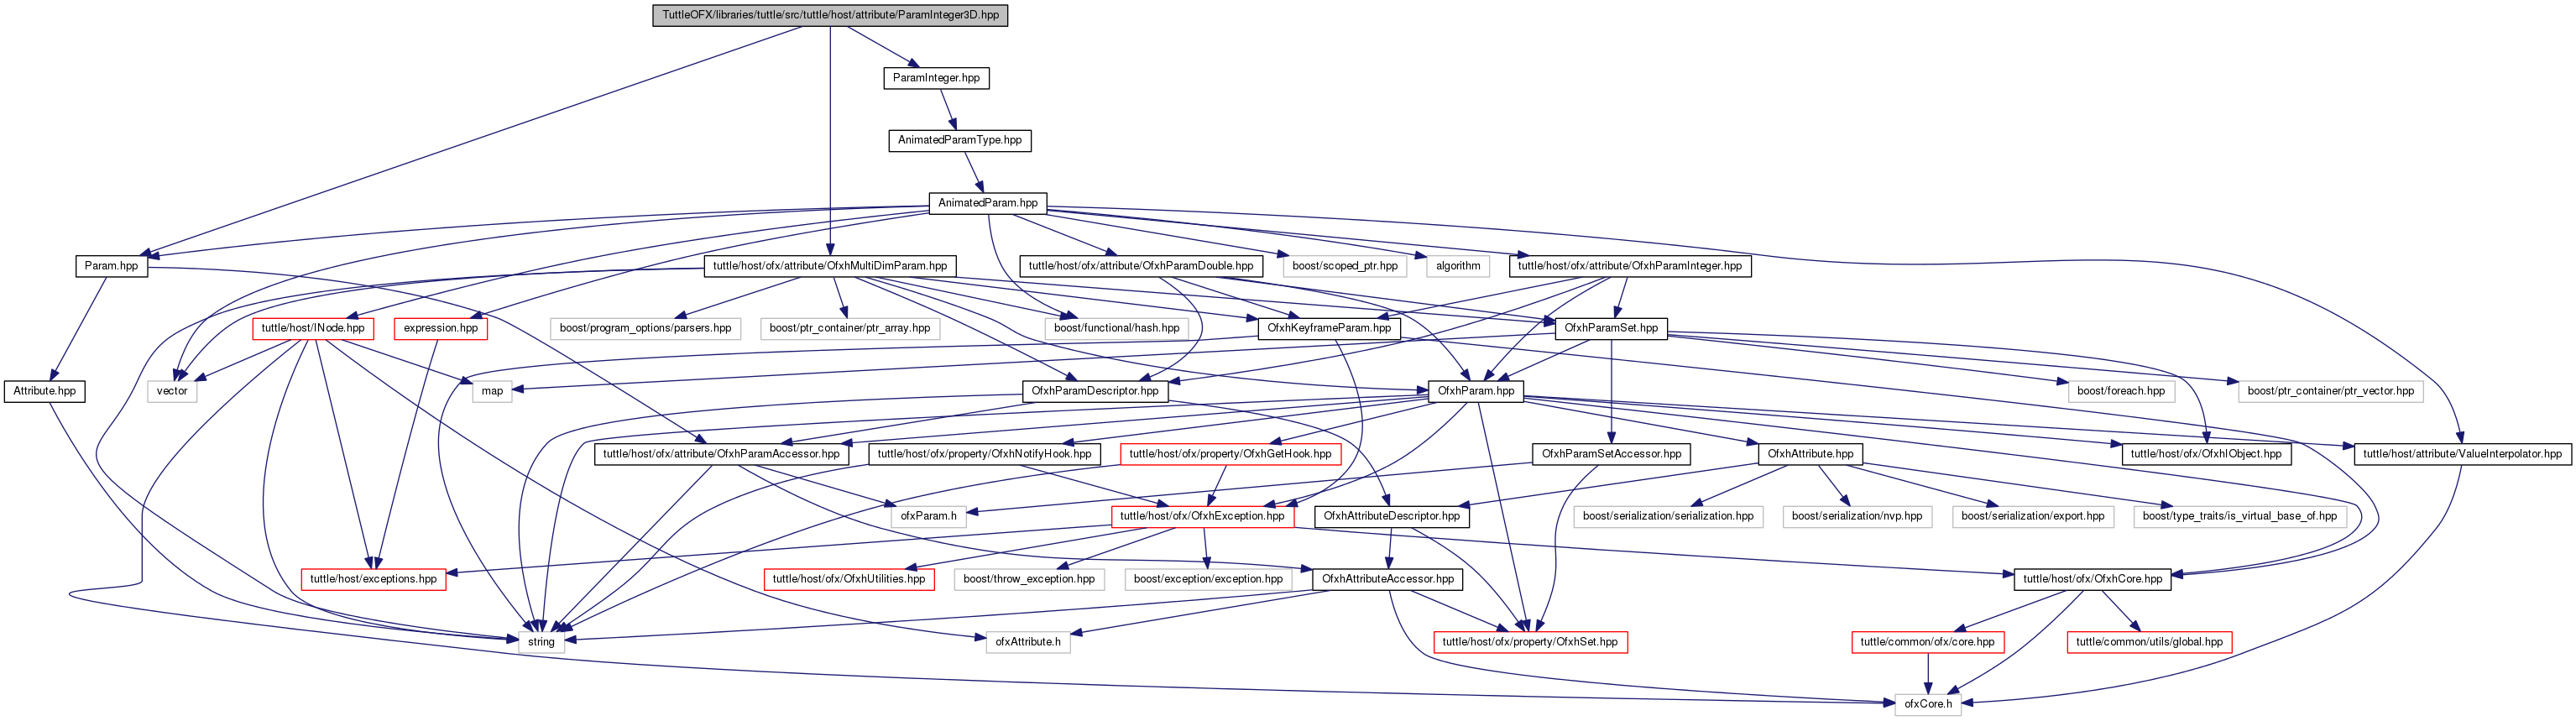 TuttleOFX/libraries/tuttle/src/tuttle/host/attribute/ParamInteger3D.hpp
ParamInteger.hpp
AnimatedParamType.hpp
AnimatedParam.hpp
Param.hpp
tuttle/host/ofx/attribute/OfxhMultiDimParam.hpp
tuttle/host/ofx/attribute/OfxhParamDouble.hpp
boost/scoped_ptr.hpp
algorithm
tuttle/host/ofx/attribute/OfxhParamInteger.hpp
tuttle/host/INode.hpp
expression.hpp
boost/program_options/parsers.hpp
boost/ptr_container/ptr_array.hpp
boost/functional/hash.hpp
OfxhKeyframeParam.hpp
OfxhParamSet.hpp
Attribute.hpp
vector
map
OfxhParamDescriptor.hpp
OfxhParam.hpp
boost/foreach.hpp
boost/ptr_container/ptr_vector.hpp
tuttle/host/ofx/attribute/OfxhParamAccessor.hpp
tuttle/host/ofx/property/OfxhNotifyHook.hpp
tuttle/host/ofx/property/OfxhGetHook.hpp
OfxhParamSetAccessor.hpp
OfxhAttribute.hpp
tuttle/host/ofx/OfxhIObject.hpp
tuttle/host/attribute/ValueInterpolator.hpp
ofxParam.h
tuttle/host/ofx/OfxhException.hpp
OfxhAttributeDescriptor.hpp
boost/serialization/serialization.hpp
boost/serialization/nvp.hpp
boost/serialization/export.hpp
boost/type_traits/is_virtual_base_of.hpp
tuttle/host/exceptions.hpp
tuttle/host/ofx/OfxhUtilities.hpp
boost/throw_exception.hpp
boost/exception/exception.hpp
OfxhAttributeAccessor.hpp
tuttle/host/ofx/OfxhCore.hpp
string
ofxAttribute.h
tuttle/host/ofx/property/OfxhSet.hpp
tuttle/common/ofx/core.hpp
tuttle/common/utils/global.hpp
ofxCore.h